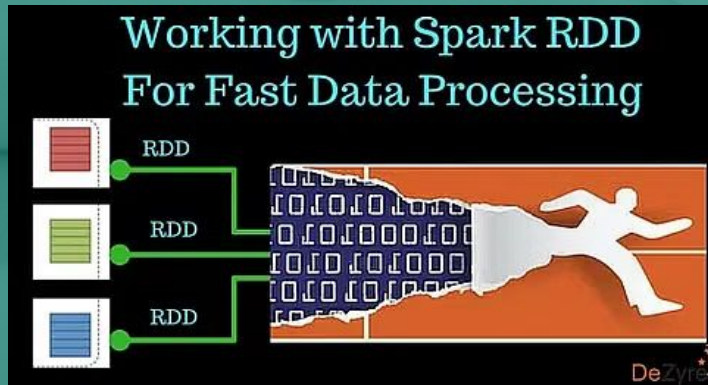 Working with Spark RDD
For Fast Data Processing
RDD
RDD
RDD
DeZyre